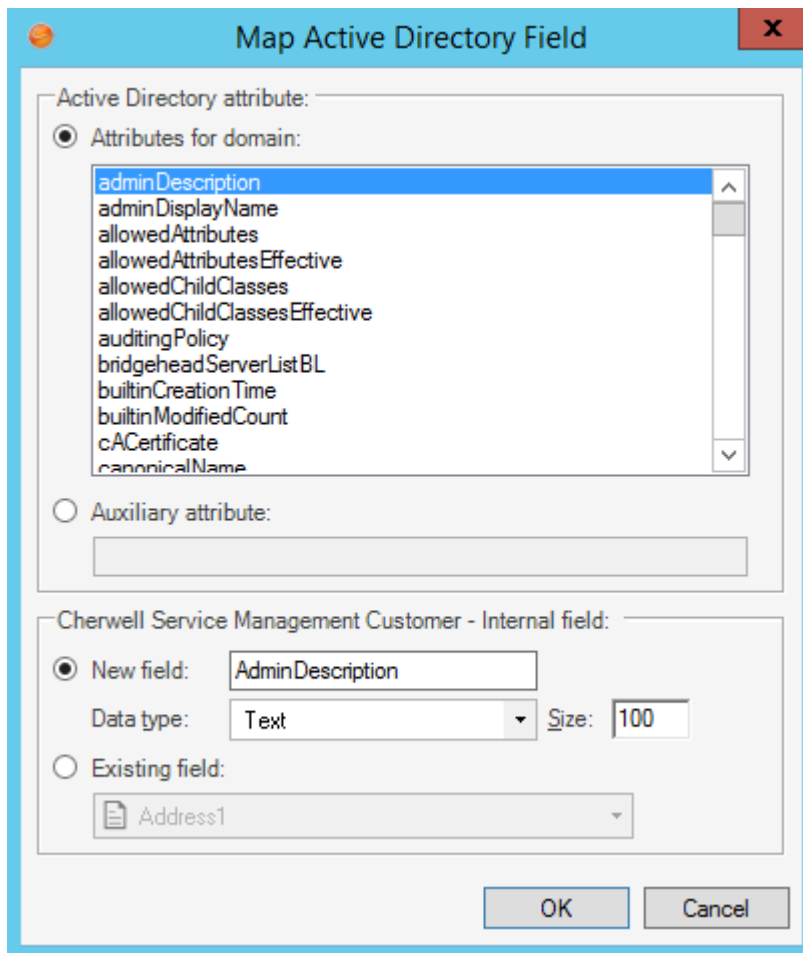 Map Active Directory Field
x
Active Directory attribute:
Attributes for domain:
adminDescription
adminDisplayName
allowedAttributes
allowedAttributesEffective
allowedChildClasses
allowedChildClassesEffective
auditingPolicy
bridgeheadServerListBL
builtinCreationTime
builtinModifiedCount
cACertificate
canonicalName
Auxiliary attribute:
Cherwell Service Management Customer - Internal field:
New field: AdminDescription
Data type: Text Size: 100
Existing field:
Address1
OK Cancel